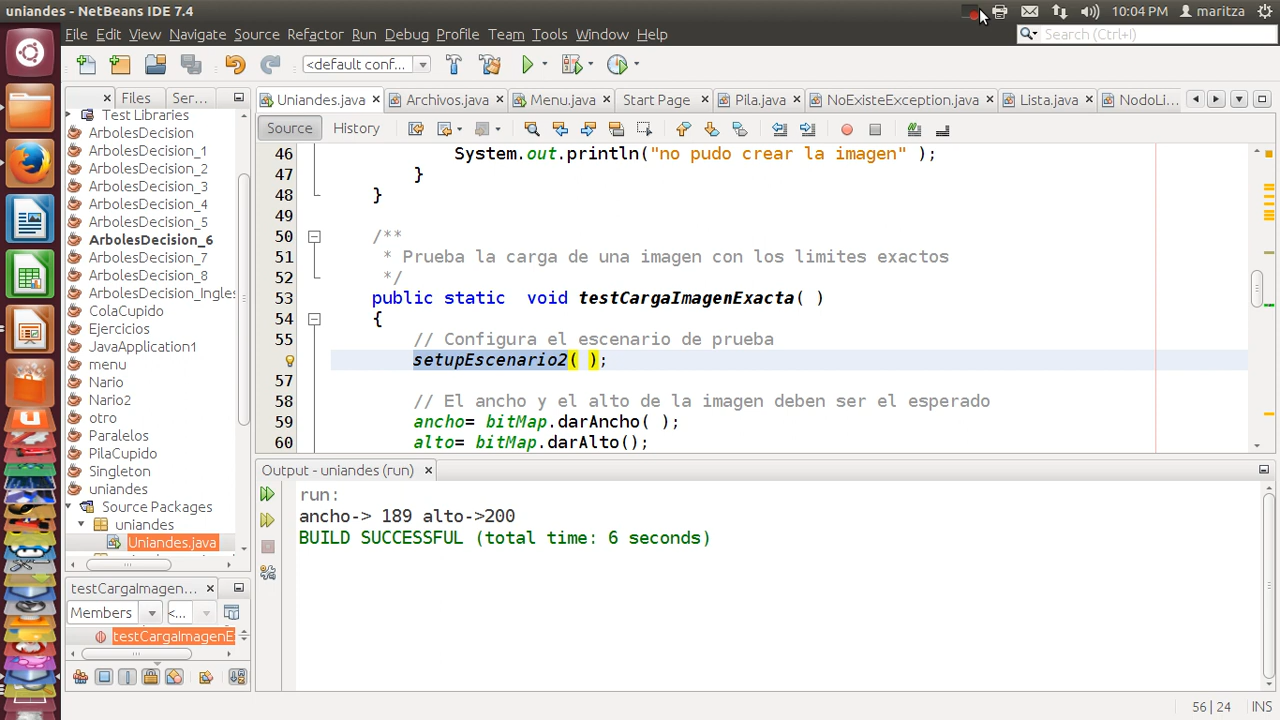 uniandes - NetBeans IDE 7.4
10:04 PM
maritza
File Edit View Navigate Source Refactor Run Debug Profile Team Tools Window Help
Search (Ctrl+I)
<default conf...
Files
Ser...
Uniandes.java
Archivos.java
Menu.java
Start Page
Pila.java
NoExisteException.java
Lista.java
NodoLi...
Source
History
Test Libraries
ArbolesDecision
ArbolesDecision_1
ArbolesDecision_2
ArbolesDecision_3
ArbolesDecision_4
ArbolesDecision_5
ArbolesDecision_6
ArbolesDecision_7
ArbolesDecision_8
ArbolesDecision_Ingles
ColaCupido
Ejercicios
JavaApplication1
menu
Nario
Nario2
otro
Paralelos
PilaCupido
Singleton
uniandes
Source Packages
uniandes
Uniandes.java
46 System.out.println("no pudo crear la imagen" );
47 }
48 }
49
50 /**
51 * Prueba la carga de una imagen con los limites exactos
52 */
53 public static void testCargaImagenExacta( )
54 {
55 // Configura el escenario de prueba
setupEscenario2( );
57
58 // El ancho y el alto de la imagen deben ser el esperado
59 ancho= bitMap.darAncho( );
60 alto= bitMap.darAlto();
Output - uniandes (run)
run:
ancho-> 189 alto->200
BUILD SUCCESSFUL (total time: 6 seconds)
testCargaImagen...
Members
<...
testCargaImagenE
56 | 24
INS